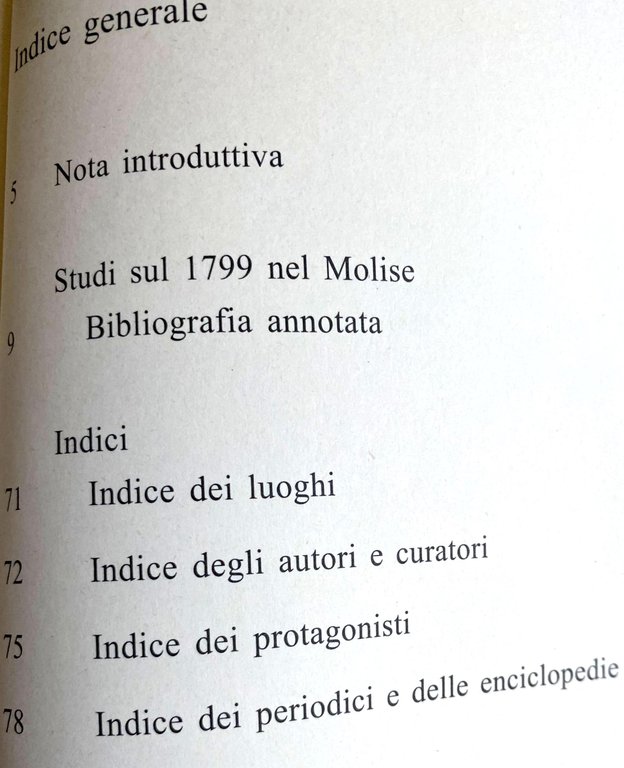 Indice generale
5 Nota introduttiva
Studi sul 1799 nel Molise
9 Bibliografia annotata
Indici
71 Indice dei luoghi
72 Indice degli autori e curatori
75 Indice dei protagonisti
78 Indice dei periodici e delle enciclopedie